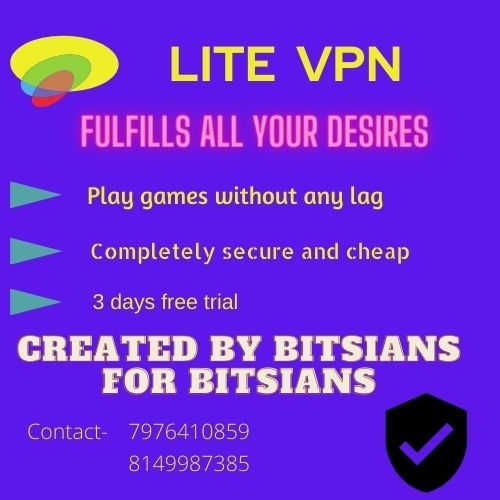 LITE VPN
FULFILLS ALL YOUR DESIRES
Play games without any lag
Completely secure and cheap
3 days free trial
CREATED BY BITSIANS
FOR BITSIANS
Contact- 7976410859
8149987385